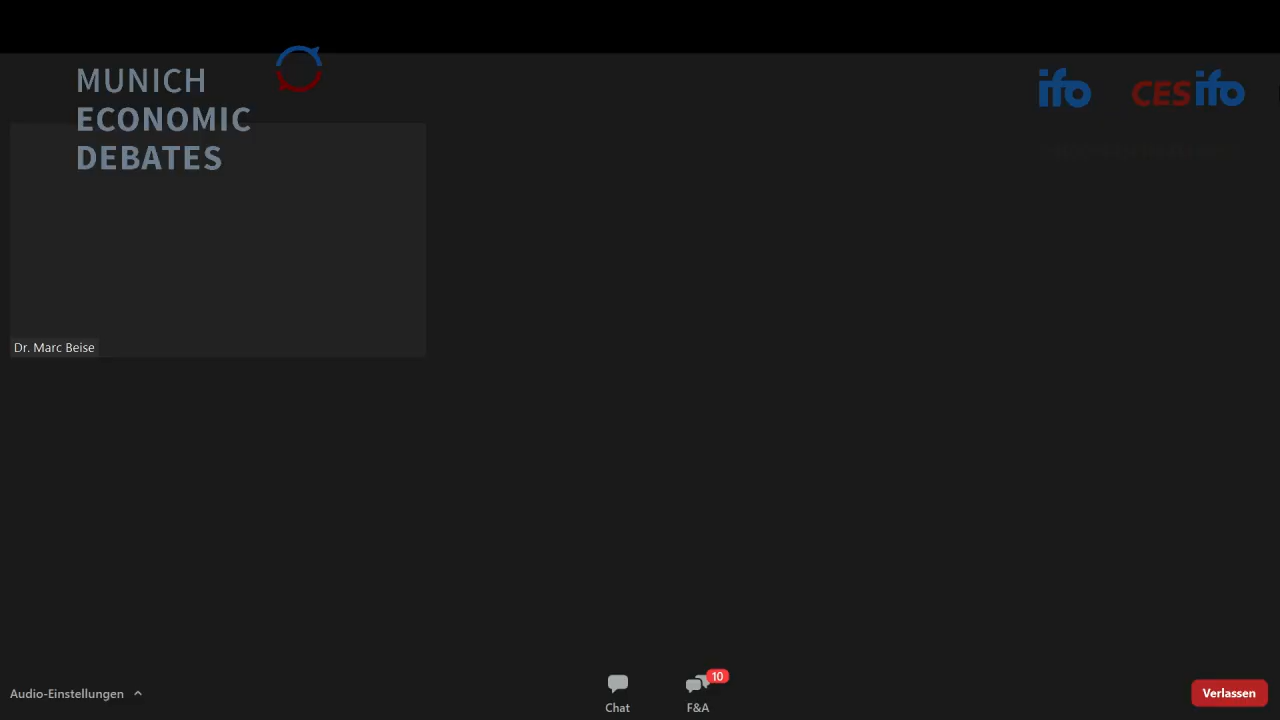 MUNICH
ECONOMIC
DEBATES
ifo
CESifo
Dr. Marc Beise
Audio-Einstellungen
Chat
10
F&A
Verlassen